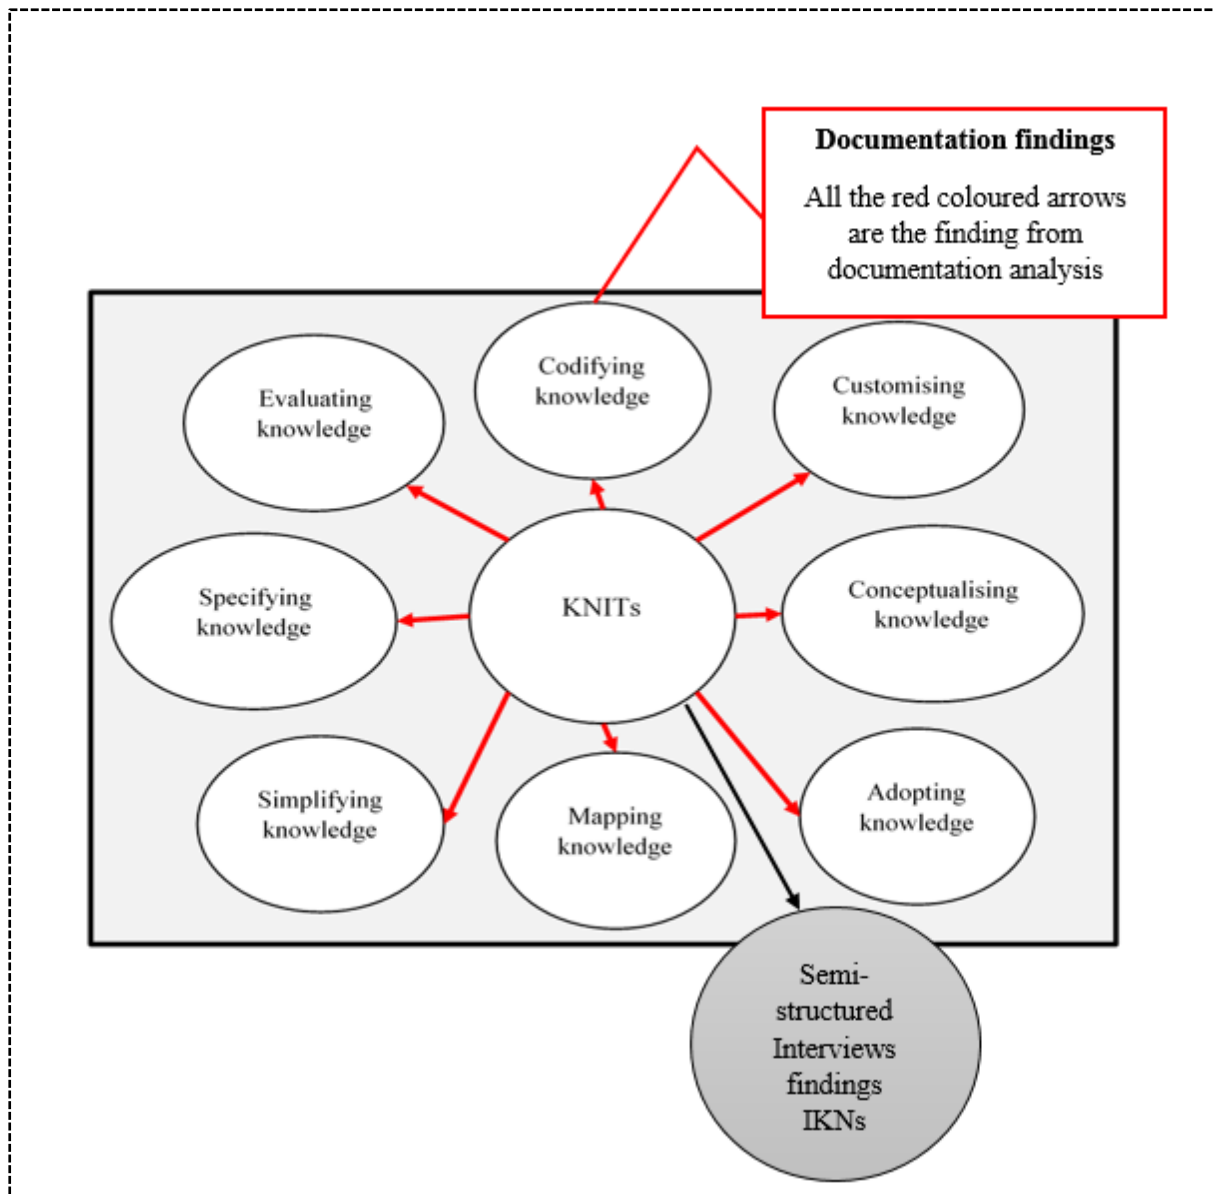 Documentation findings
All the red coloured arrows
are the finding from
documentation analysis
Codifying
knowledge
Evaluating
knowledge
Customising
knowledge
Specifying
knowledge
KNITs
Conceptualising
knowledge
Simplifying
knowledge
Mapping
knowledge
Adopting
knowledge
Semi-
structured
Interviews
findings
IKNs